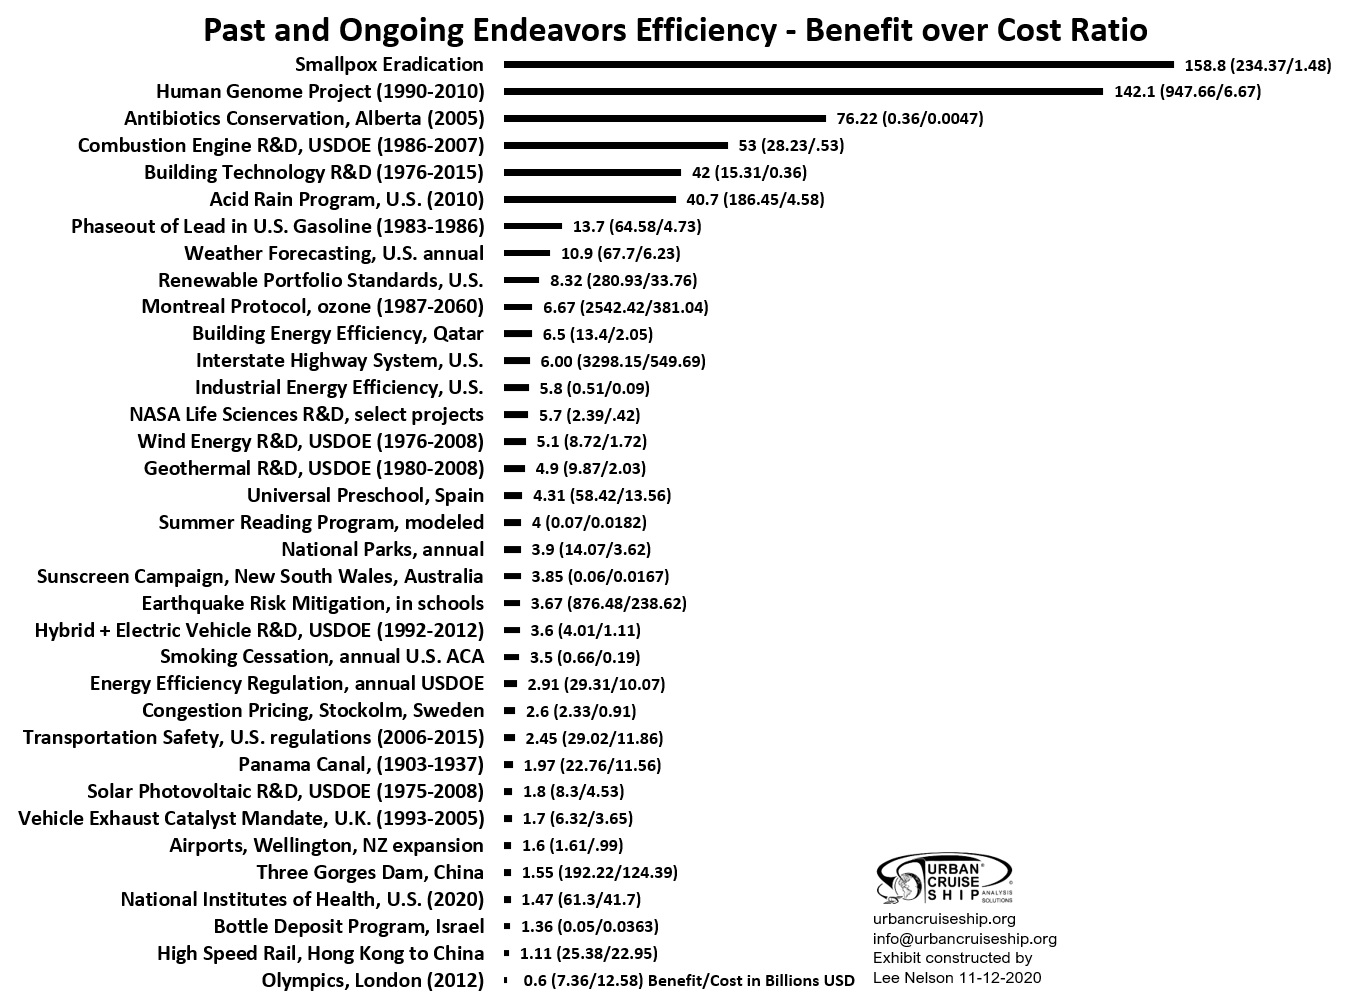 Past and Ongoing Endeavors Efficiency - Benefit over Cost Ratio
Smallpox Eradication 158.8 (234.37/1.48)
Human Genome Project (1990-2010) 142.1 (947.66/6.67)
Antibiotics Conservation, Alberta (2005) 76.22 (0.36/0.0047)
Combustion Engine R&D, USDOE (1986-2007) 53 (28.23/.53)
Building Technology R&D (1976-2015) 42 (15.31/0.36)
Acid Rain Program, U.S. (2010) 40.7 (186.45/4.58)
Phaseout of Lead in U.S. Gasoline (1983-1986) 13.7 (64.58/4.73)
Weather Forecasting, U.S. annual 10.9 (67.7/6.23)
Renewable Portfolio Standards, U.S. 8.32 (280.93/33.76)
Montreal Protocol, ozone (1987-2060) 6.67 (2542.42/381.04)
Building Energy Efficiency, Qatar 6.5 (13.4/2.05)
Interstate Highway System, U.S. 6.00 (3298.15/549.69)
Industrial Energy Efficiency, U.S. 5.8 (0.51/0.09)
NASA Life Sciences R&D, select projects 5.7 (2.39/.42)
Wind Energy R&D, USDOE (1976-2008) 5.1 (8.72/1.72)
Geothermal R&D, USDOE (1980-2008) 4.9 (9.87/2.03)
Universal Preschool, Spain 4.31 (58.42/13.56)
Summer Reading Program, modeled 4 (0.07/0.0182)
National Parks, annual 3.9 (14.07/3.62)
Sunscreen Campaign, New South Wales, Australia 3.85 (0.06/0.0167)
Earthquake Risk Mitigation, in schools 3.67 (876.48/238.62)
Hybrid + Electric Vehicle R&D, USDOE (1992-2012) 3.6 (4.01/1.11)
Smoking Cessation, annual U.S. ACA 3.5 (0.66/0.19)
Energy Efficiency Regulation, annual USDOE 2.91 (29.31/10.07)
Congestion Pricing, Stockolm, Sweden 2.6 (2.33/0.91)
Transportation Safety, U.S. regulations (2006-2015) 2.45 (29.02/11.86)
Panama Canal, (1903-1937) 1.97 (22.76/11.56)
Solar Photovoltaic R&D, USDOE (1975-2008) 1.8 (8.3/4.53)
Vehicle Exhaust Catalyst Mandate, U.K. (1993-2005) 1.7 (6.32/3.65)
Airports, Wellington, NZ expansion 1.6 (1.61/.99)
Three Gorges Dam, China 1.55 (192.22/124.39)
National Institutes of Health, U.S. (2020) 1.47 (61.3/41.7)
Bottle Deposit Program, Israel 1.36 (0.05/0.0363)
High Speed Rail, Hong Kong to China 1.11 (25.38/22.95)
Olympics, London (2012) 0.6 (7.36/12.58) Benefit/Cost in Billions USD
URBAN
CRUISE
SHIP ANALYSIS
SOLUTIONS
urbancruiseship.org
info@urbancruiseship.org
Exhibit constructed by
Lee Nelson 11-12-2020